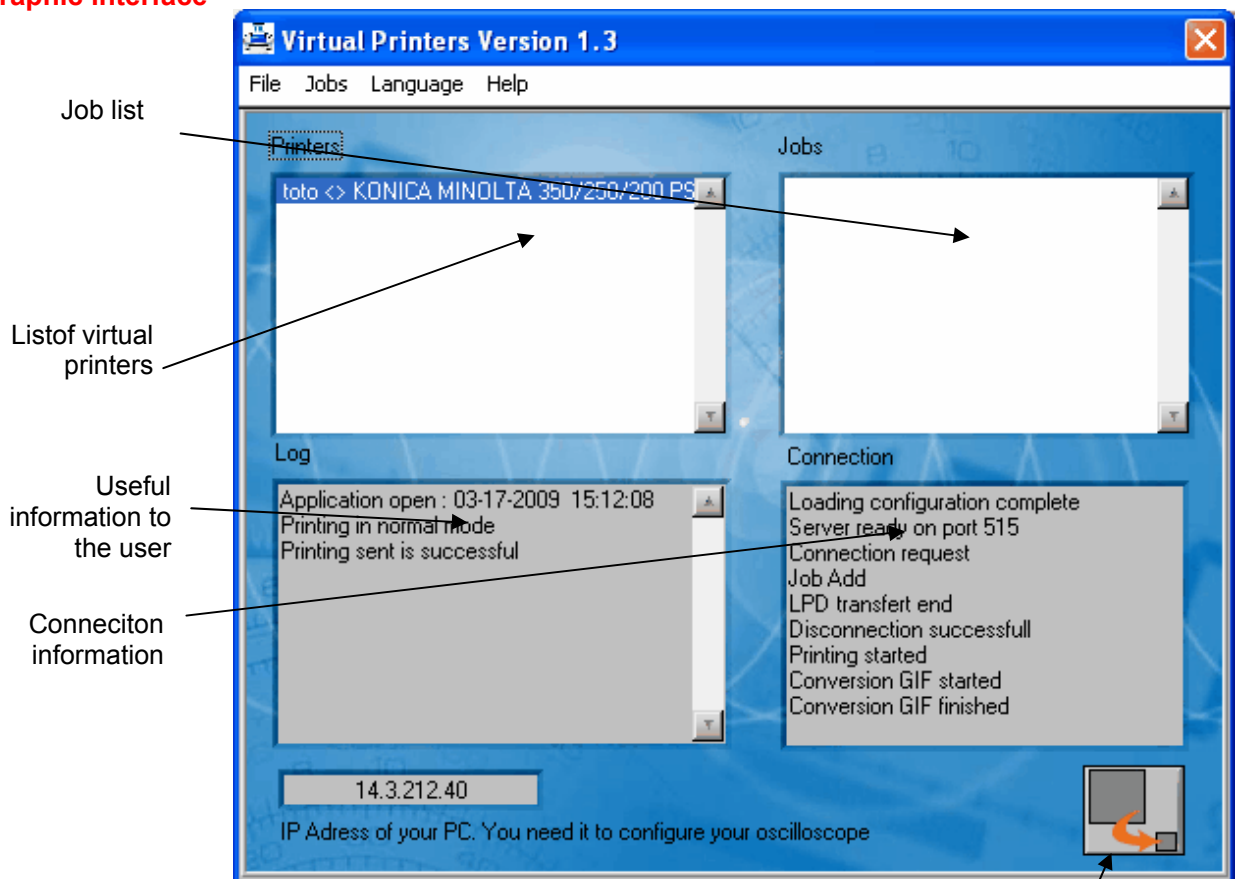 raphic interface
Virtual Printers Version 1.3
File Jobs Language Help
Job list
Printers
Jobs
toto <> KONICA MINOLTA 350/250/200 PS
Listof virtual
printers
Log
Connection
Useful
information to
the user
Application open : 03-17-2009 15:12:08
Printing in normal mode
Printing sent is successful
Loading configuration complete
Server ready on port 515
Connection request
Job Add
LPD transfert end
Disconnection successfull
Printing started
Conversion GIF started
Conversion GIF finished
Conneciton
information
14.3.212.40
IP Adress of your PC. You need it to configure your oscilloscope